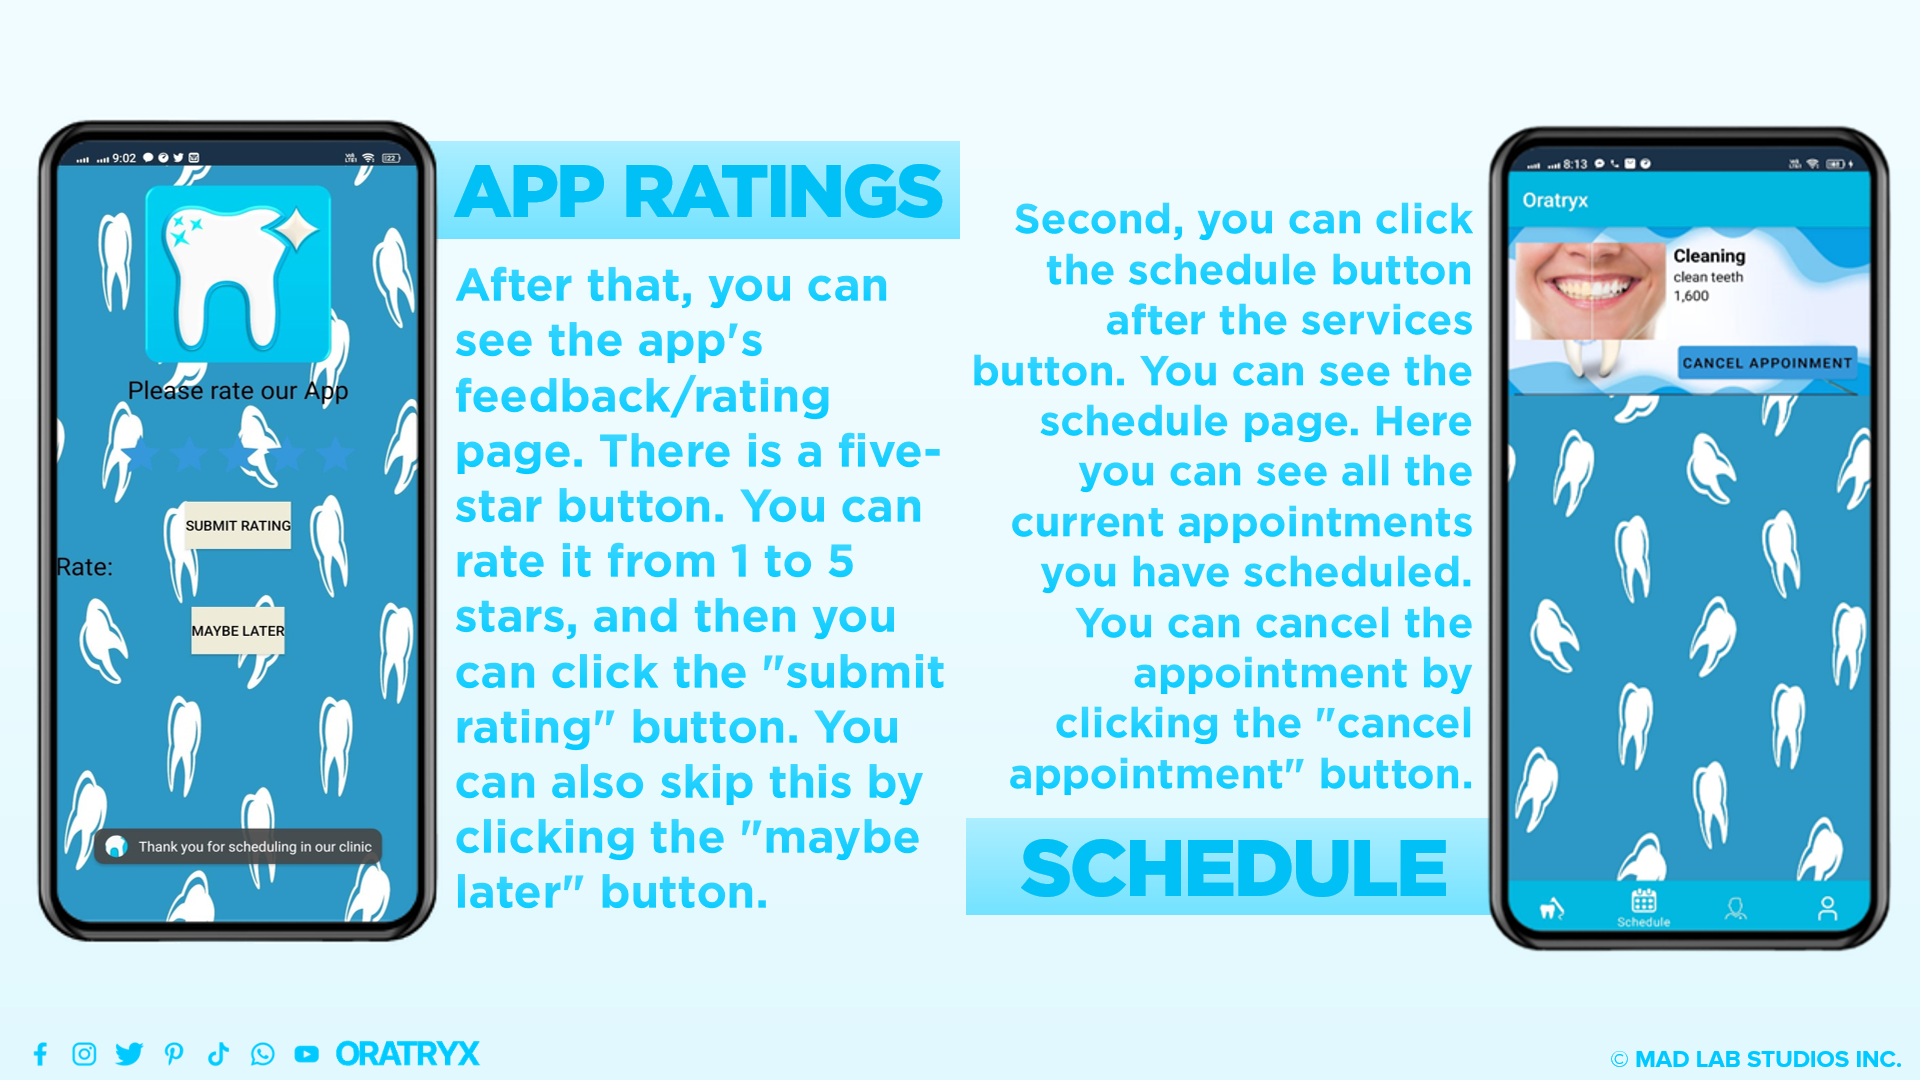 9:02
Please rate our App
SUBMIT RATING
Rate:
MAYBE LATER
Thank you for scheduling in our clinic
APP RATINGS
After that, you can
see the app's
feedback/rating
page. There is a five-
star button. You can
rate it from 1 to 5
stars, and then you
can click the "submit
rating" button. You
can also skip this by
clicking the "maybe
later" button.
Second, you can click
the schedule button
after the services
button. You can see the
schedule page. Here
you can see all the
current appointments
you have scheduled.
You can cancel the
appointment by
clicking the "cancel
appointment" button.
SCHEDULE
8:13
Oratryx
Cleaning
clean teeth
1,600
CANCEL APPOINMENT
Schedule
ORATRYX
© MAD LAB STUDIOS INC.